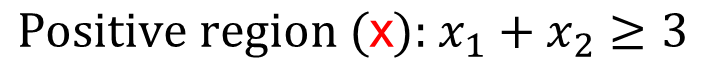 Positive region (x): x₁ + x₂ ≥ 3